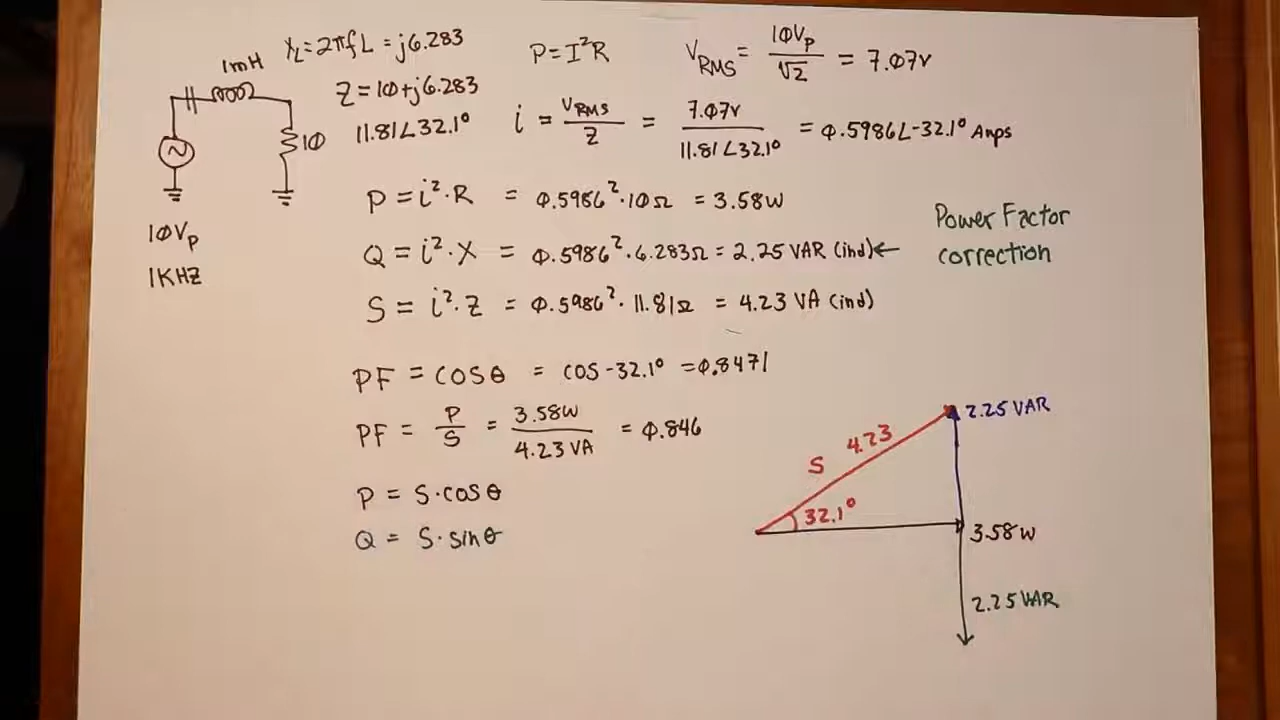 1mH
XL=2πfL=j6.283
Z=10+j6.283
11.81∠32.1°
10
10Vp
1KHZ
P=I²R
VRMS = 10Vp/√2 = 7.07v
i = VRMS/Z = 7.07v/11.81∠32.1° = 0.5986∠-32.1° Amps
P = i²·R = 0.5986²·10Ω = 3.58W
Q = i²·X = 0.5986²·6.283Ω = 2.25 VAR (ind)←
S = i²·Z = 0.5986²·11.81Ω = 4.23 VA (ind)
Power Factor
correction
PF = COSθ = COS-32.1° =0.8471
PF = P/S = 3.58W/4.23 VA = 0.846
P = S·cosθ
Q = S·sinθ
2.25 VAR
S 4.23
32.1°
3.58W
2.25 VAR